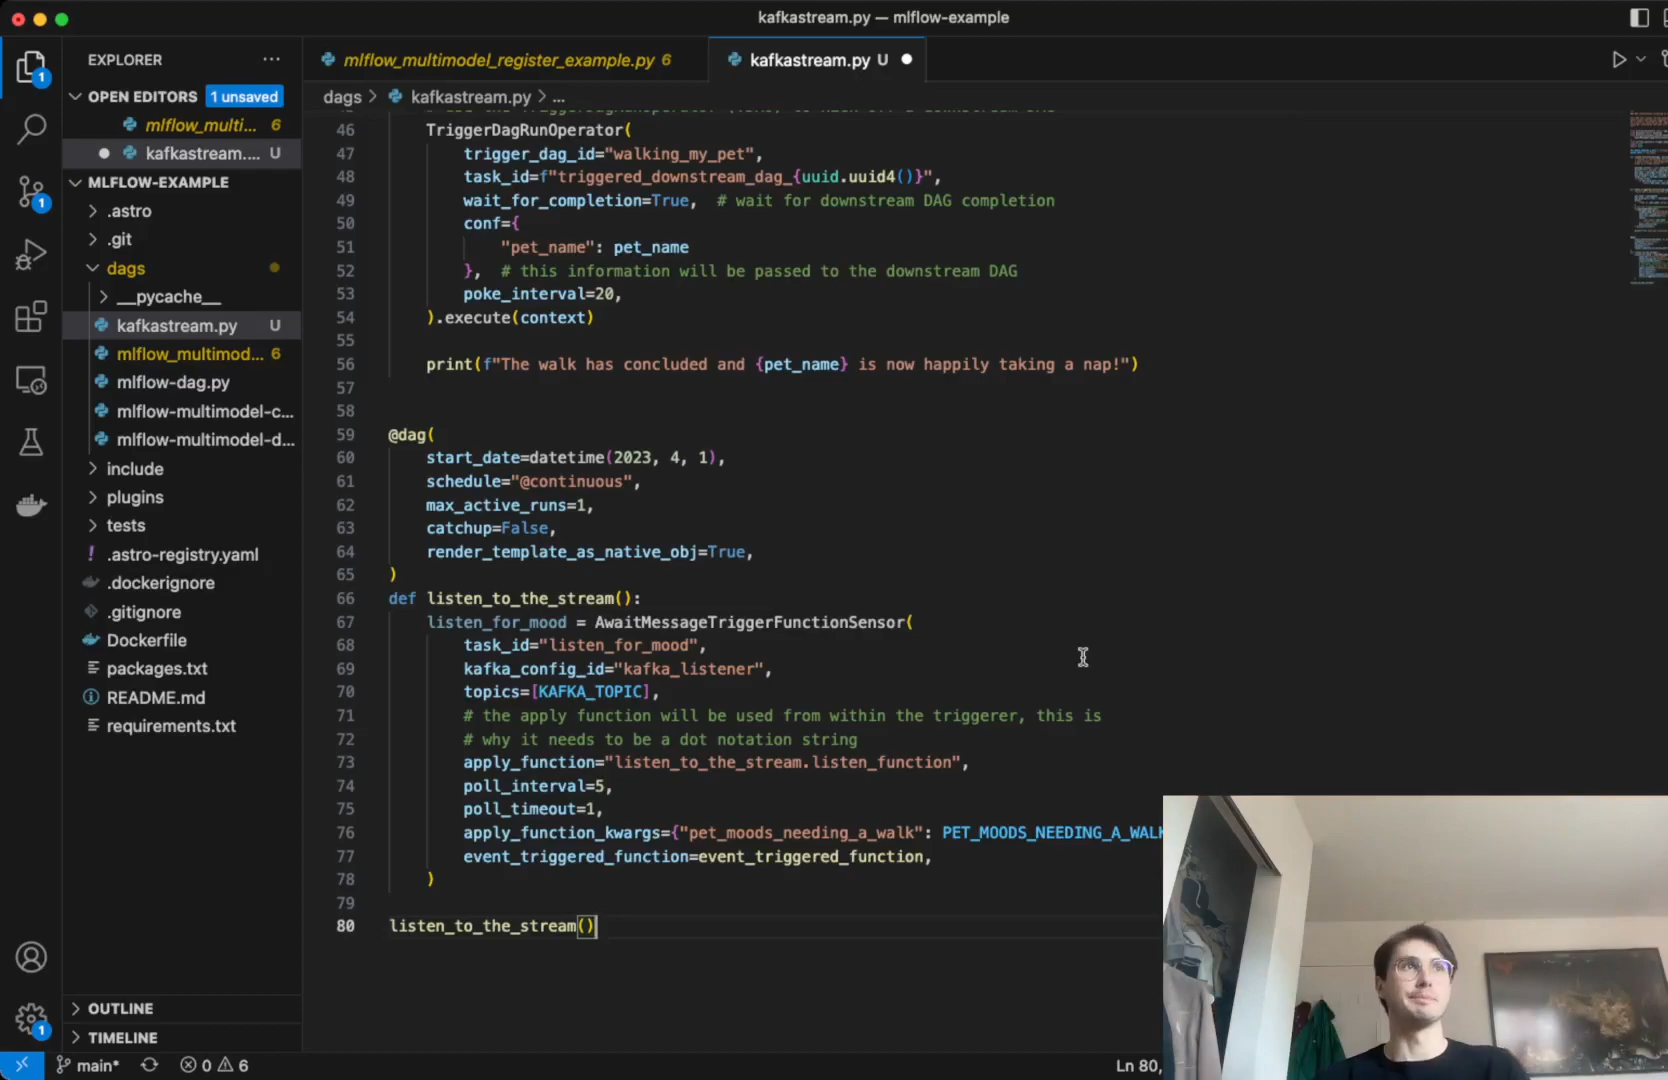 kafkastream.py — mlflow-example
EXPLORER
mlflow_multimodel_register_example.py 6
kafkastream.py U
OPEN EDITORS 1 unsaved
dags > kafkastream.py > ...
mlflow_multi... 6
kafkastream.... U
MLFLOW-EXAMPLE
.astro
.git
dags
__pycache__
kafkastream.py U
mlflow_multimod... 6
mlflow-dag.py
mlflow-multimodel-c...
mlflow-multimodel-d...
include
plugins
tests
.astro-registry.yaml
.dockerignore
.gitignore
Dockerfile
packages.txt
README.md
requirements.txt
OUTLINE
TIMELINE
46 TriggerDagRunOperator(
47 trigger_dag_id="walking_my_pet",
48 task_id=f"triggered_downstream_dag_{uuid.uuid4()}",
49 wait_for_completion=True,  # wait for downstream DAG completion
50 conf={
51 "pet_name": pet_name
52 },  # this information will be passed to the downstream DAG
53 poke_interval=20,
54 ).execute(context)
55
56 print(f"The walk has concluded and {pet_name} is now happily taking a nap!")
57
58
59 @dag(
60 start_date=datetime(2023, 4, 1),
61 schedule="@continuous",
62 max_active_runs=1,
63 catchup=False,
64 render_template_as_native_obj=True,
65 )
66 def listen_to_the_stream():
67 listen_for_mood = AwaitMessageTriggerFunctionSensor(
68 task_id="listen_for_mood",
69 kafka_config_id="kafka_listener",
70 topics=[KAFKA_TOPIC],
71 # the apply function will be used from within the triggerer, this is
72 # why it needs to be a dot notation string
73 apply_function="listen_to_the_stream.listen_function",
74 poll_interval=5,
75 poll_timeout=1,
76 apply_function_kwargs={"pet_moods_needing_a_walk": PET_MOODS_NEEDING_A_WALK
77 event_triggered_function=event_triggered_function,
78 )
79
80 listen_to_the_stream()
1
1
1
main* 0 6 Ln 80,